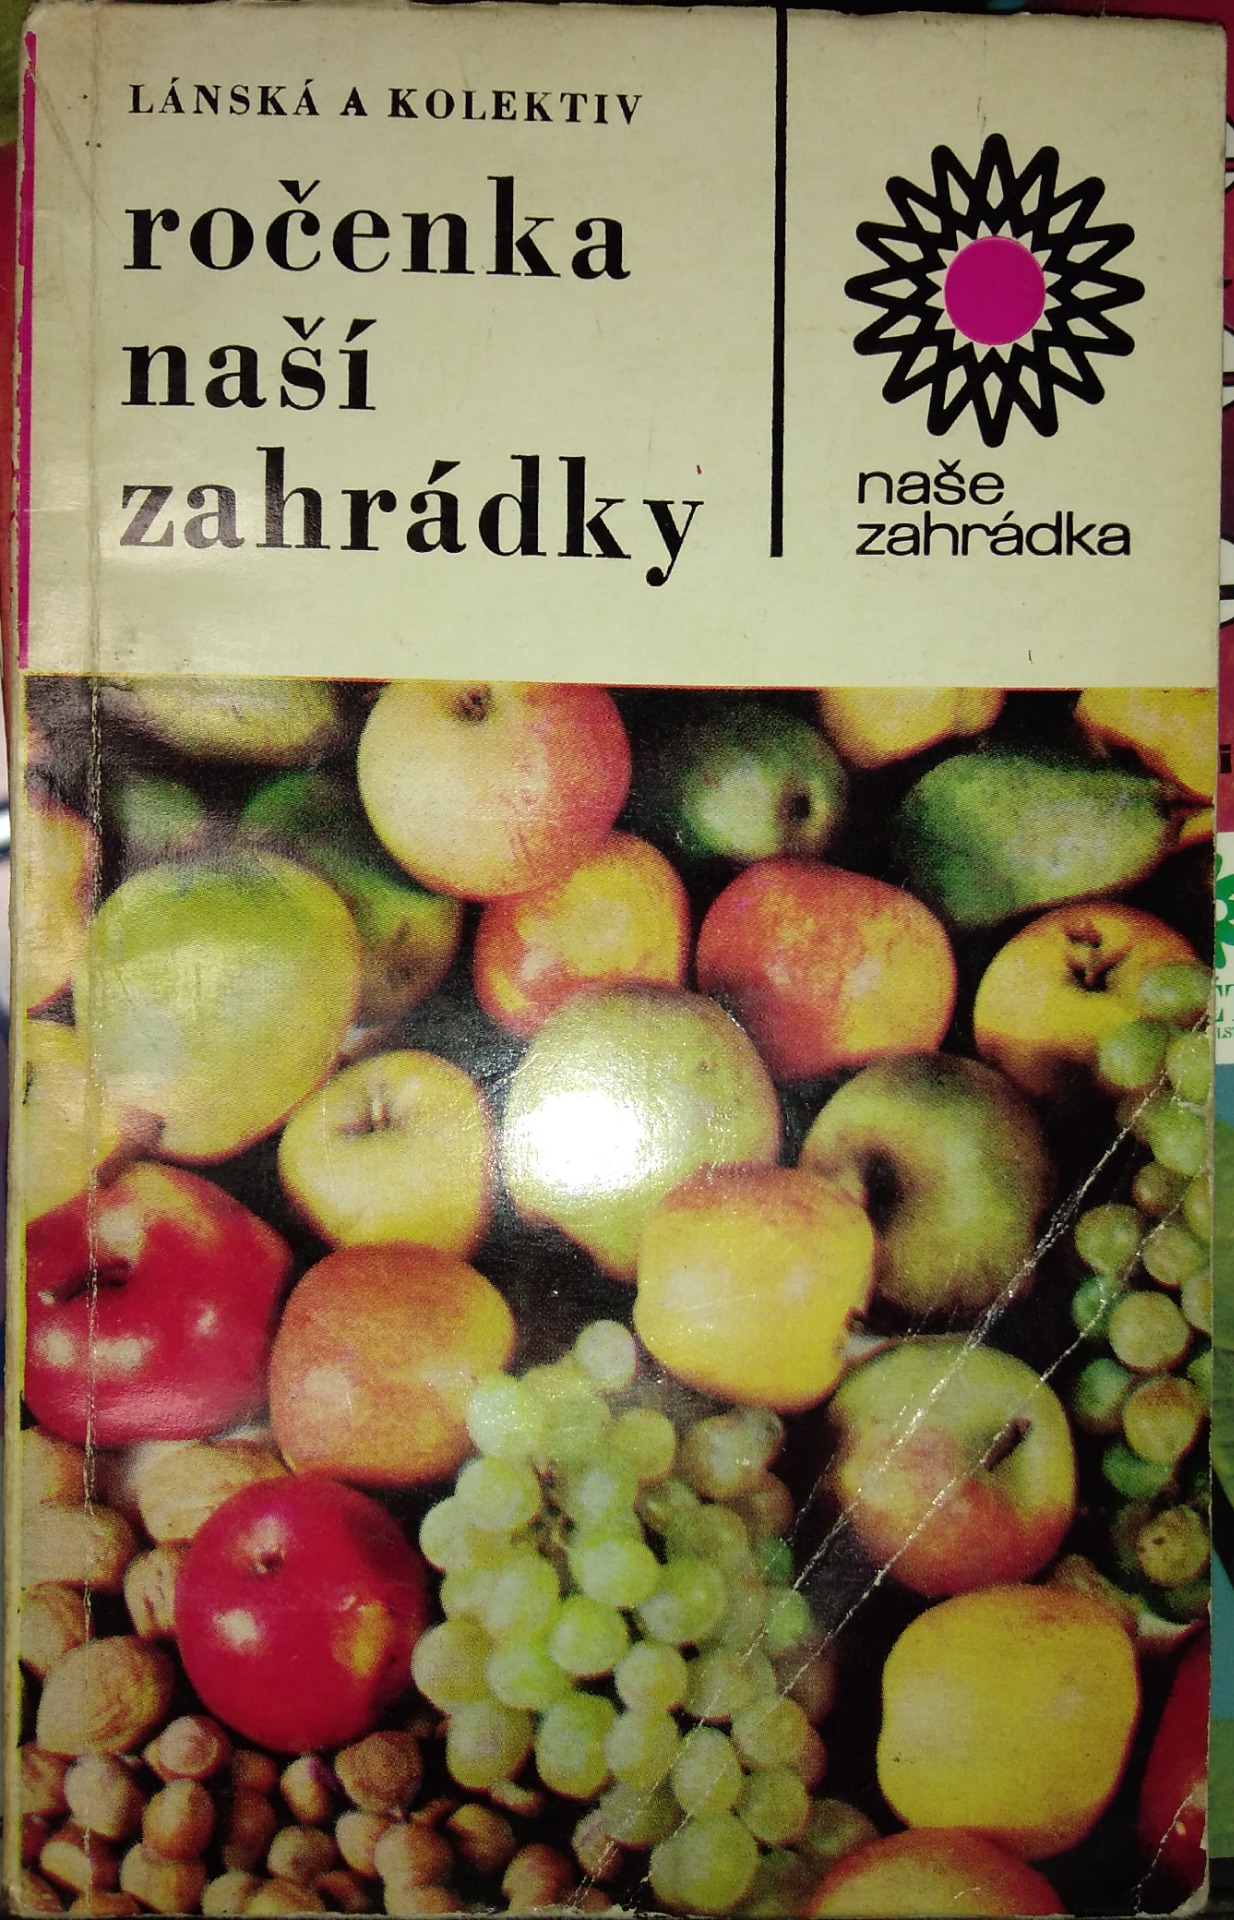 LÁNSKÁ A KOLEKTIV
ročenka
naší
zahrádky
naše
zahrádka